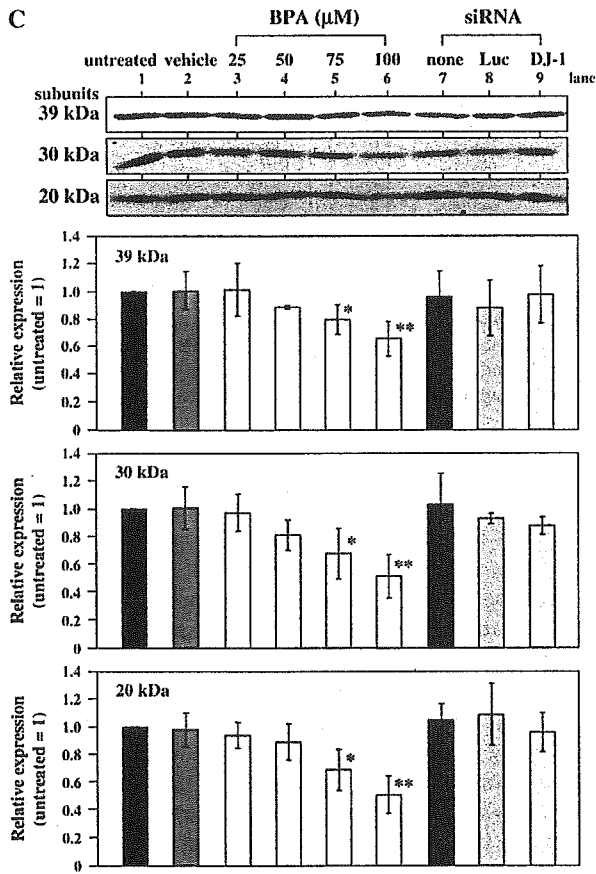 C
BPA (μM) siRNA
untreated vehicle 25 50 75 100 none Luc DJ-1
subunits 1 2 3 4 5 6 7 8 9 lane
39 kDa
30 kDa
20 kDa
Relative expression
(untreated = 1)
39 kDa
1.4
1.2
1.0
0.8
0.6
0.4
0.2
0
*
**
Relative expression
(untreated = 1)
30 kDa
1.4
1.2
1.0
0.8
0.6
0.4
0.2
0
*
**
Relative expression
(untreated = 1)
20 kDa
1.4
1.2
1.0
0.8
0.6
0.4
0.2
0
*
**